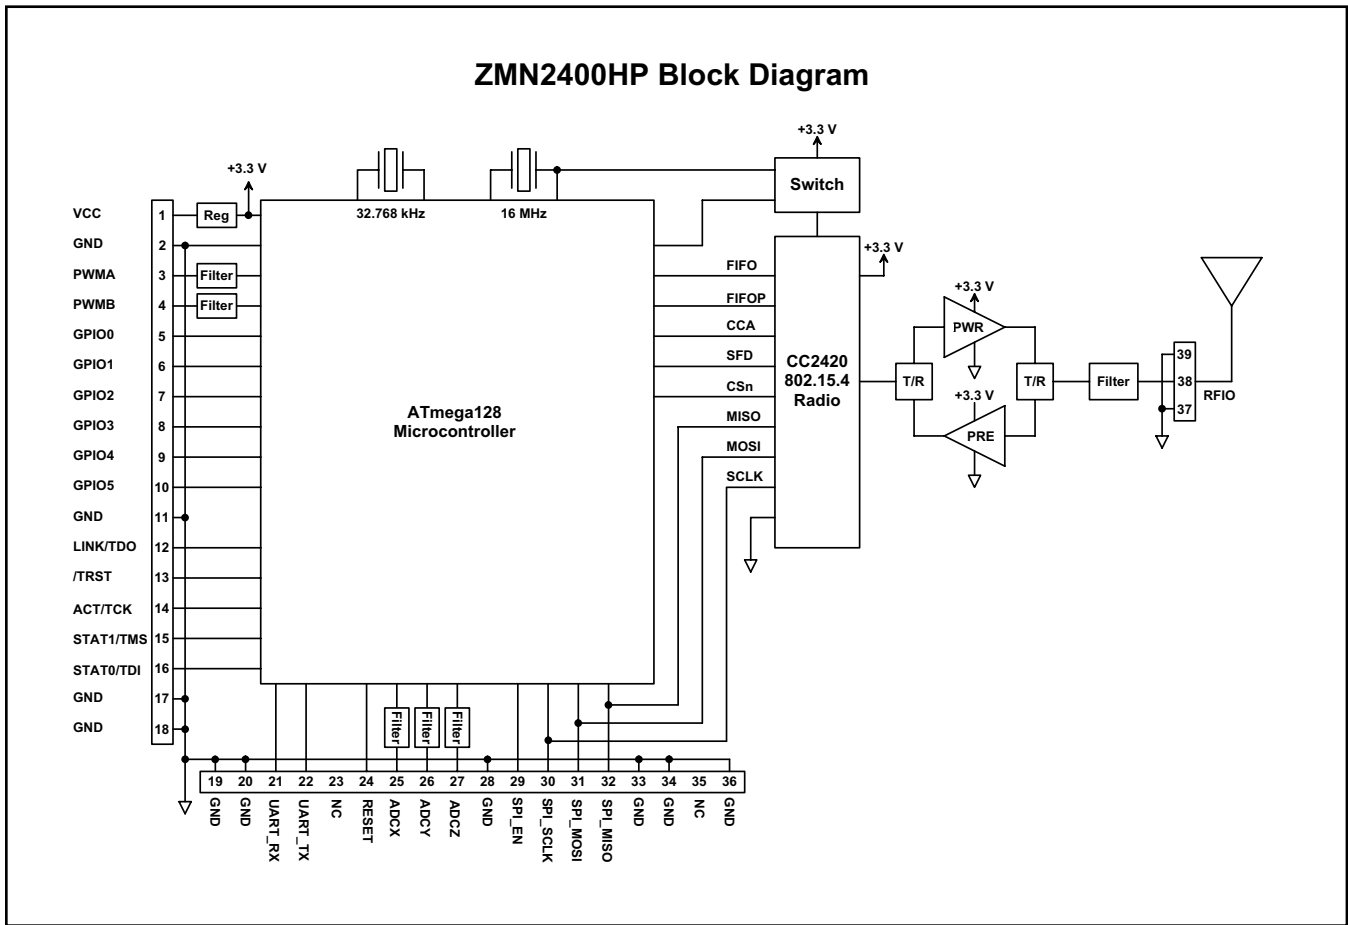 ZMN2400HP Block Diagram
+3.3 V
+3.3 V
Switch
32.768 kHz
16 MHz
VCC 1 Reg
GND 2
PWMA 3 Filter
PWMB 4 Filter
GPIO0 5
GPIO1 6
GPIO2 7
GPIO3 8
GPIO4 9
GPIO5 10
GND 11
LINK/TDO 12
/TRST 13
ACT/TCK 14
STAT1/TMS 15
STAT0/TDI 16
GND 17
GND 18
ATmega128
Microcontroller
FIFO
FIFOP
CCA
SFD
CSn
MISO
MOSI
SCLK
CC2420
802.15.4
Radio
+3.3 V
T/R
+3.3 V
PWR
+3.3 V
PRE
T/R
Filter
39
38
37
RFIO
Filter
Filter
Filter
19 20 21 22 23 24 25 26 27 28 29 30 31 32 33 34 35 36
GND
GND
UART_RX
UART_TX
NC
RESET
ADCX
ADCY
ADCZ
GND
SPI_EN
SPI_SCLK
SPI_MOSI
SPI_MISO
GND
GND
NC
GND